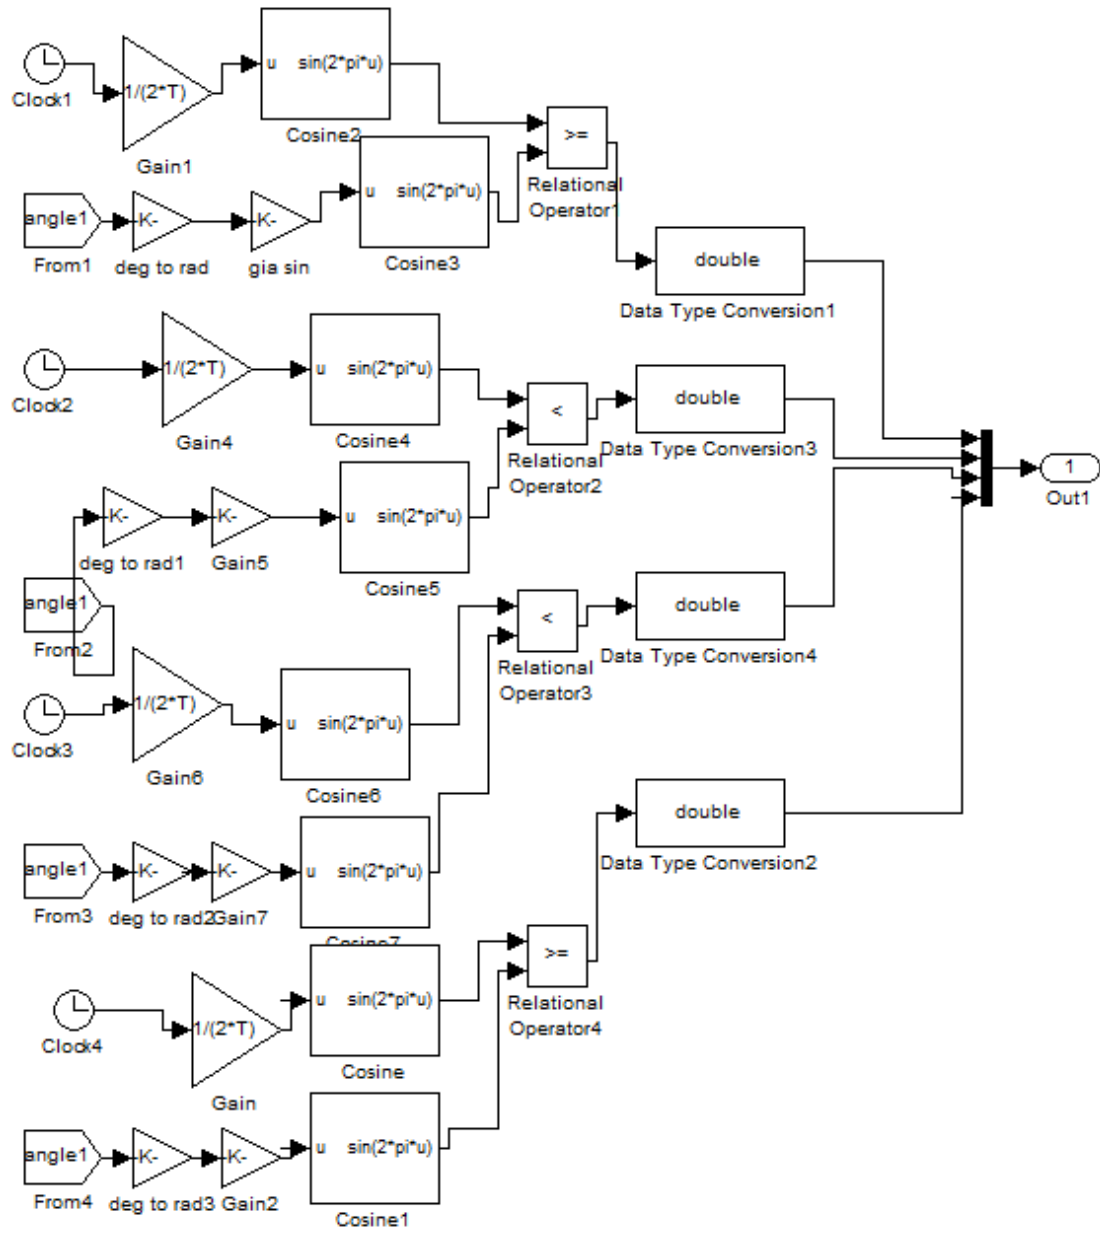 Clock1
1/(2*T)
Gain1
u sin(2*pi*u)
Cosine2
>=
Relational
Operator1
angle1
From1
K-
deg to rad
K-
gia sin
u sin(2*pi*u)
Cosine3
double
Data Type Conversion1
Clock2
1/(2*T)
Gain4
u sin(2*pi*u)
Cosine4
<
Relational
Operator2
double
Data Type Conversion3
K-
deg to rad1
K-
Gain5
u sin(2*pi*u)
Cosine5
1
Out1
angle1
From2
<
Relational
Operator3
double
Data Type Conversion4
Clock3
1/(2*T)
Gain6
u sin(2*pi*u)
Cosine6
angle1
From3
K-
deg to rad2
K-
Gain7
u sin(2*pi*u)
Cosine7
double
Data Type Conversion2
Clock4
1/(2*T)
Gain
u sin(2*pi*u)
Cosine
>=
Relational
Operator4
angle1
From4
K-
deg to rad3
K-
Gain2
u sin(2*pi*u)
Cosine1